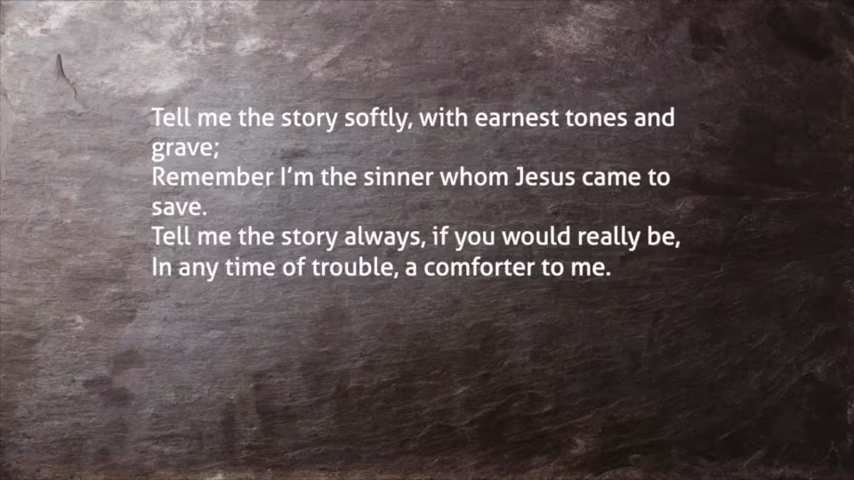 Tell me the story softly, with earnest tones and
grave;
Remember I'm the sinner whom Jesus came to
save.
Tell me the story always, if you would really be,
In any time of trouble, a comforter to me.